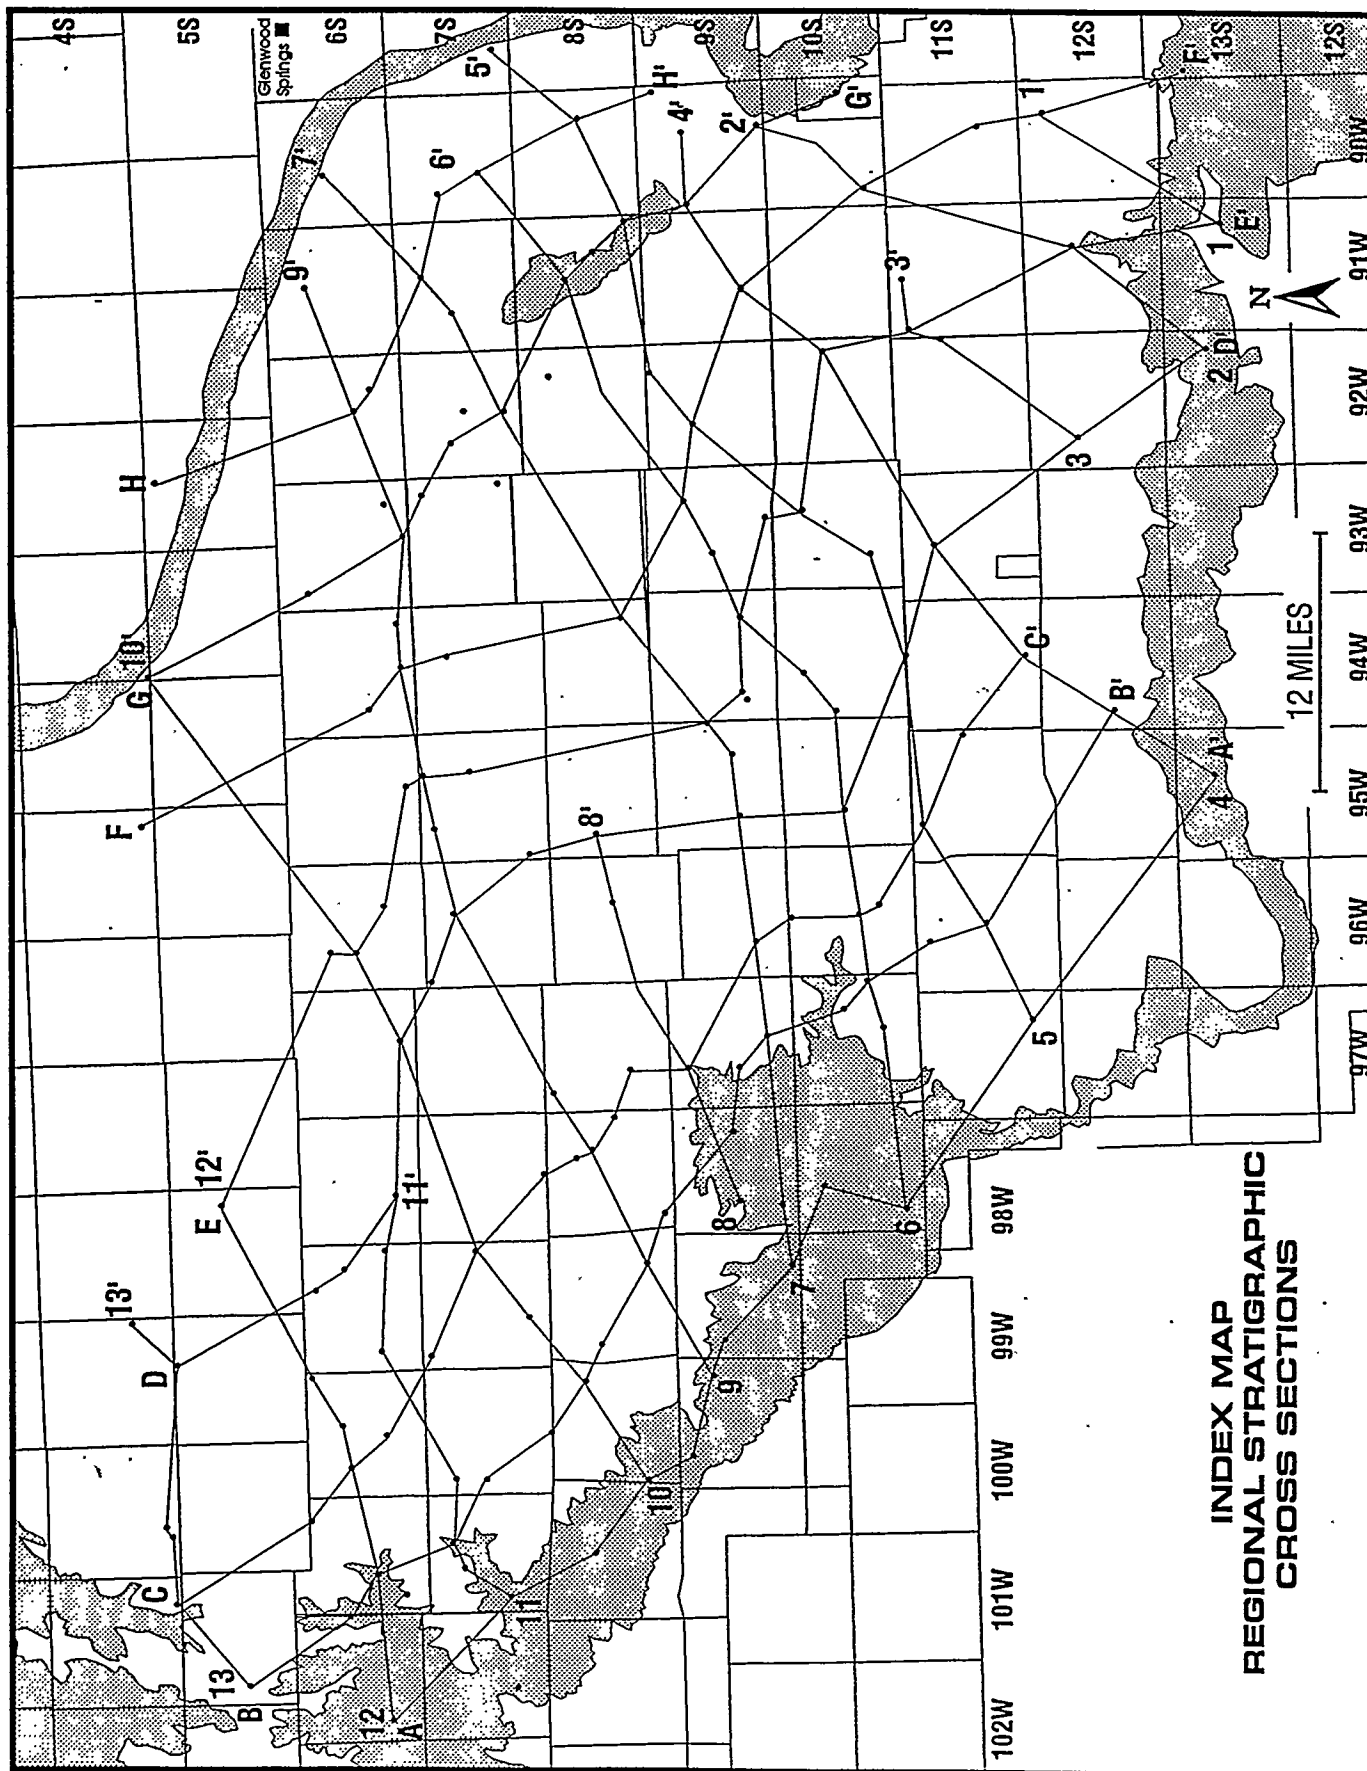 4S
5S
6S
7S
8S
9S
10S
11S
12S
13S
12S
Glenwood
Springs
5'
H'
4'
2'
G'
1'
F'
7'
6'
9'
3'
1
E'
N
2
D'
3
H
10'
G
C'
B'
A'
4
12 MILES
F
8'
5
12'
E
11'
8
6
7
13'
D
9
10
C
11
13
B
12
A
90W
91W
92W
93W
94W
95W
96W
97W
98W
99W
100W
101W
102W
INDEX MAP
REGIONAL STRATIGRAPHIC
CROSS SECTIONS